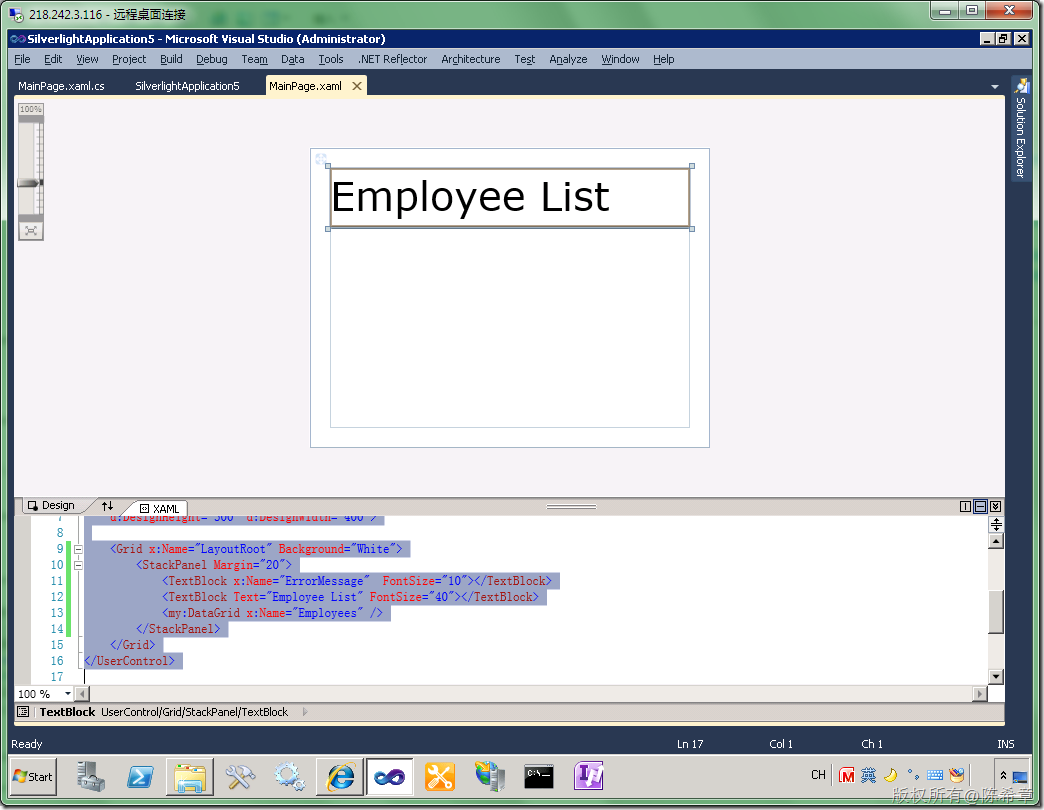 218.242.3.116 - 远程桌面连接
SilverlightApplication5 - Microsoft Visual Studio (Administrator)
File Edit View Project Build Debug Team Data Tools .NET Reflector Architecture Test Analyze Window Help
MainPage.xaml.cs SilverlightApplication5 MainPage.xaml
Solution Explorer
100%
Employee List
Design XAML
7 d:DesignHeight="300" d:DesignWidth="400">
8
9 <Grid x:Name="LayoutRoot" Background="White">
10 <StackPanel Margin="20">
11 <TextBlock x:Name="ErrorMessage" FontSize="10"></TextBlock>
12 <TextBlock Text="Employee List" FontSize="40"></TextBlock>
13 <my:DataGrid x:Name="Employees" />
14 </StackPanel>
15 </Grid>
16 </UserControl>
17
100 %
TextBlock UserControl/Grid/StackPanel/TextBlock
Ready Ln 17 Col 1 Ch 1 INS
Start C:\_ CH M 英
版权所有@陈希章